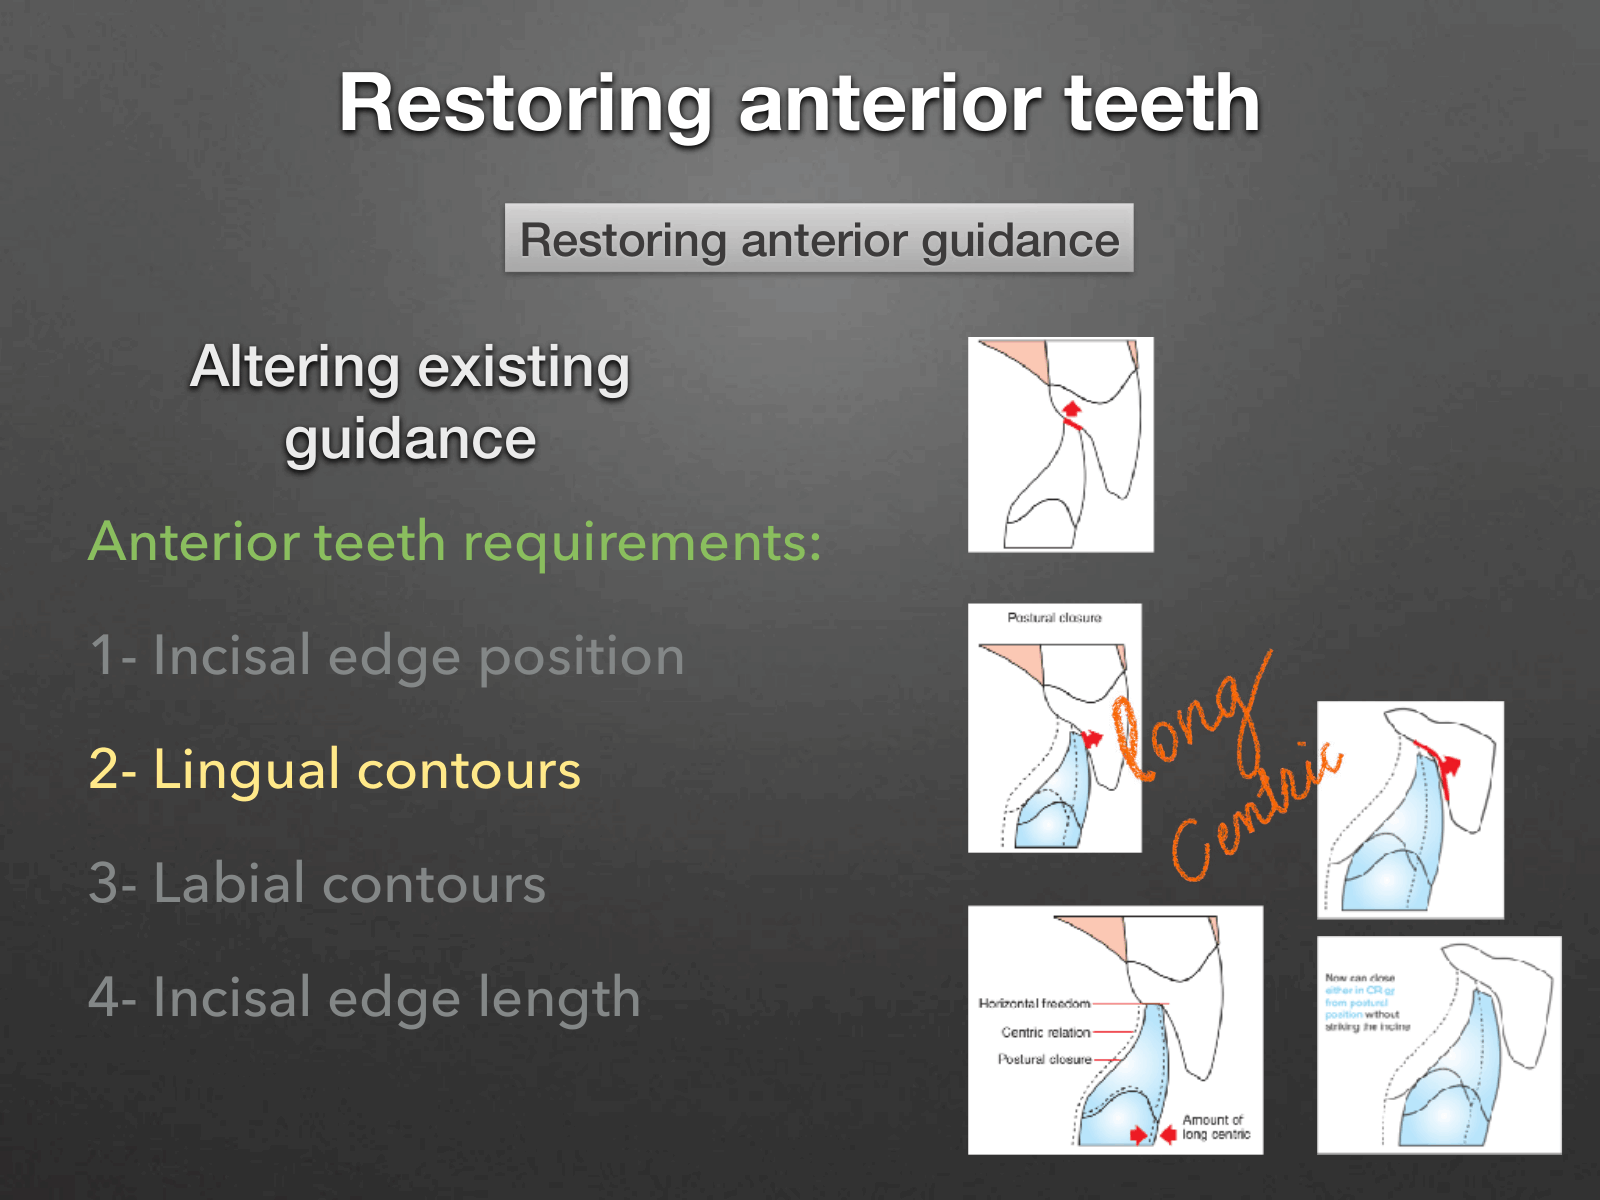 Restoring anterior teeth
Restoring anterior guidance
Altering existing
guidance
Anterior teeth requirements:
1- Incisal edge position
2- Lingual contours
3- Labial contours
4- Incisal edge length
Postural closure
Long
Centric
Horizontal freedom
Centric relation
Postural closure
Amount of
long centric
Now can close
either in CR or
from postural
position without
striking the incline